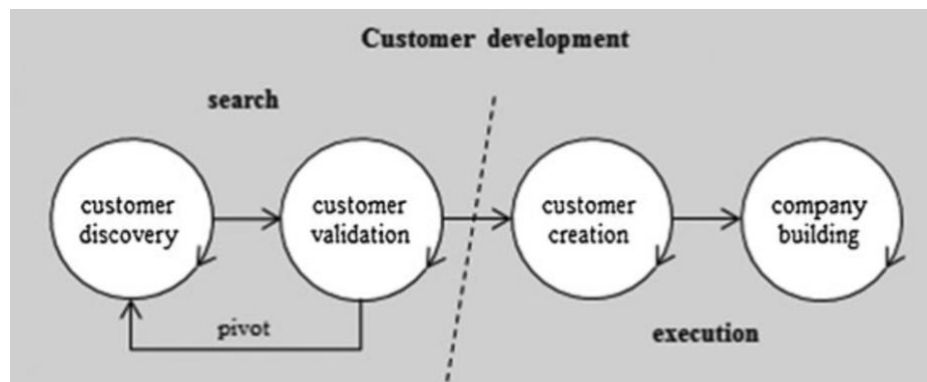 Customer development
search
customer
discovery
customer
validation
customer
creation
company
building
pivot
execution